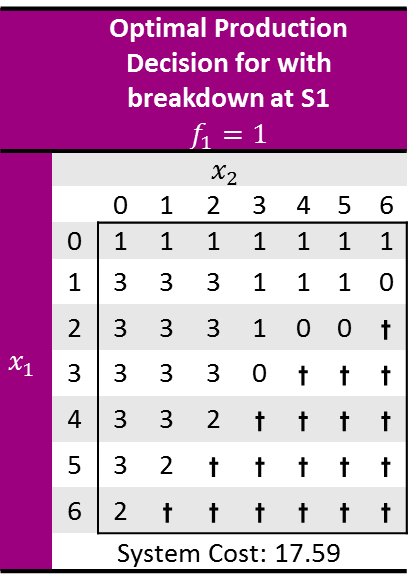 Optimal Production
Decision for with
breakdown at S1
f₁ = 1
x₂
0 1 2 3 4 5 6
0 1 1 1 1 1 1 1
1 3 3 3 1 1 1 0
2 3 3 3 1 0 0 †
x₁
3 3 3 3 0 † † †
4 3 3 2 † † † †
5 3 2 † † † † †
6 2 † † † † † †
System Cost: 17.59